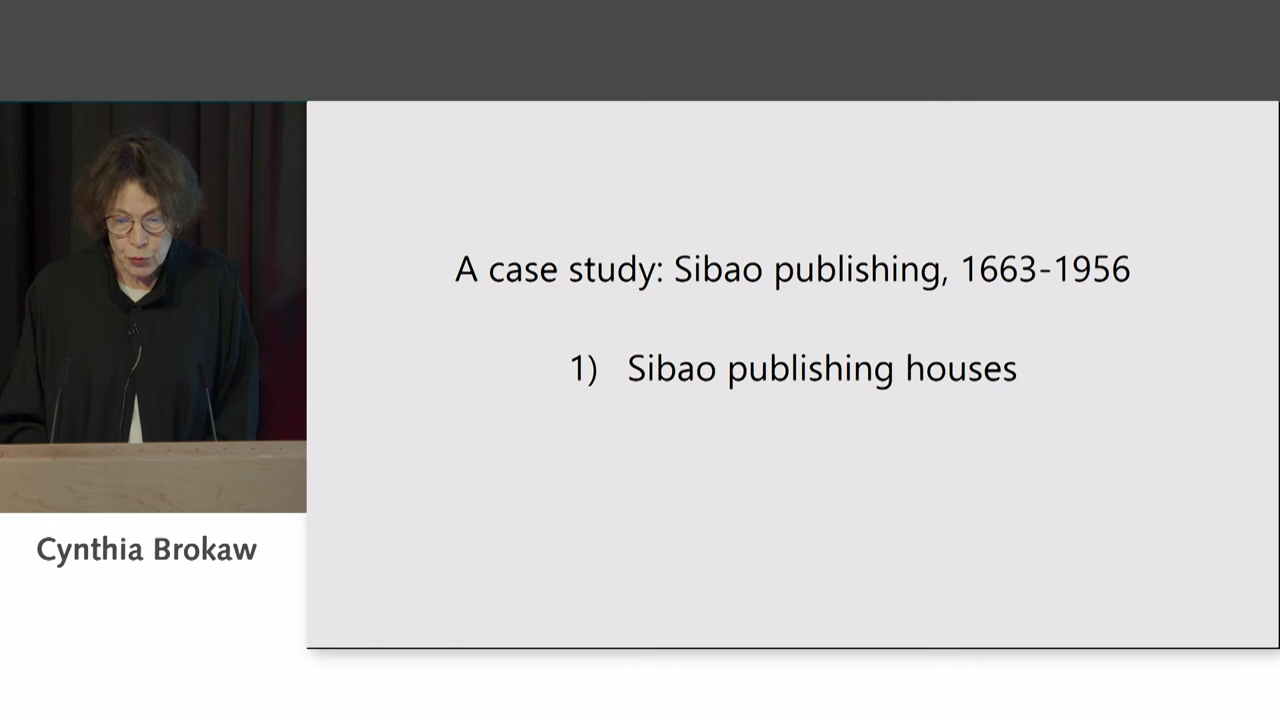 A case study: Sibao publishing, 1663-1956
1) Sibao publishing houses
Cynthia Brokaw